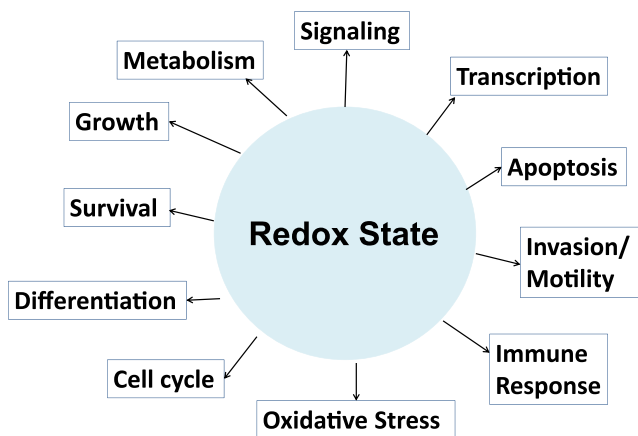 Signaling
Metabolism
Transcription
Growth
Apoptosis
Survival
Redox State
Invasion/
Motility
Differentiation
Immune
Response
Cell cycle
Oxidative Stress